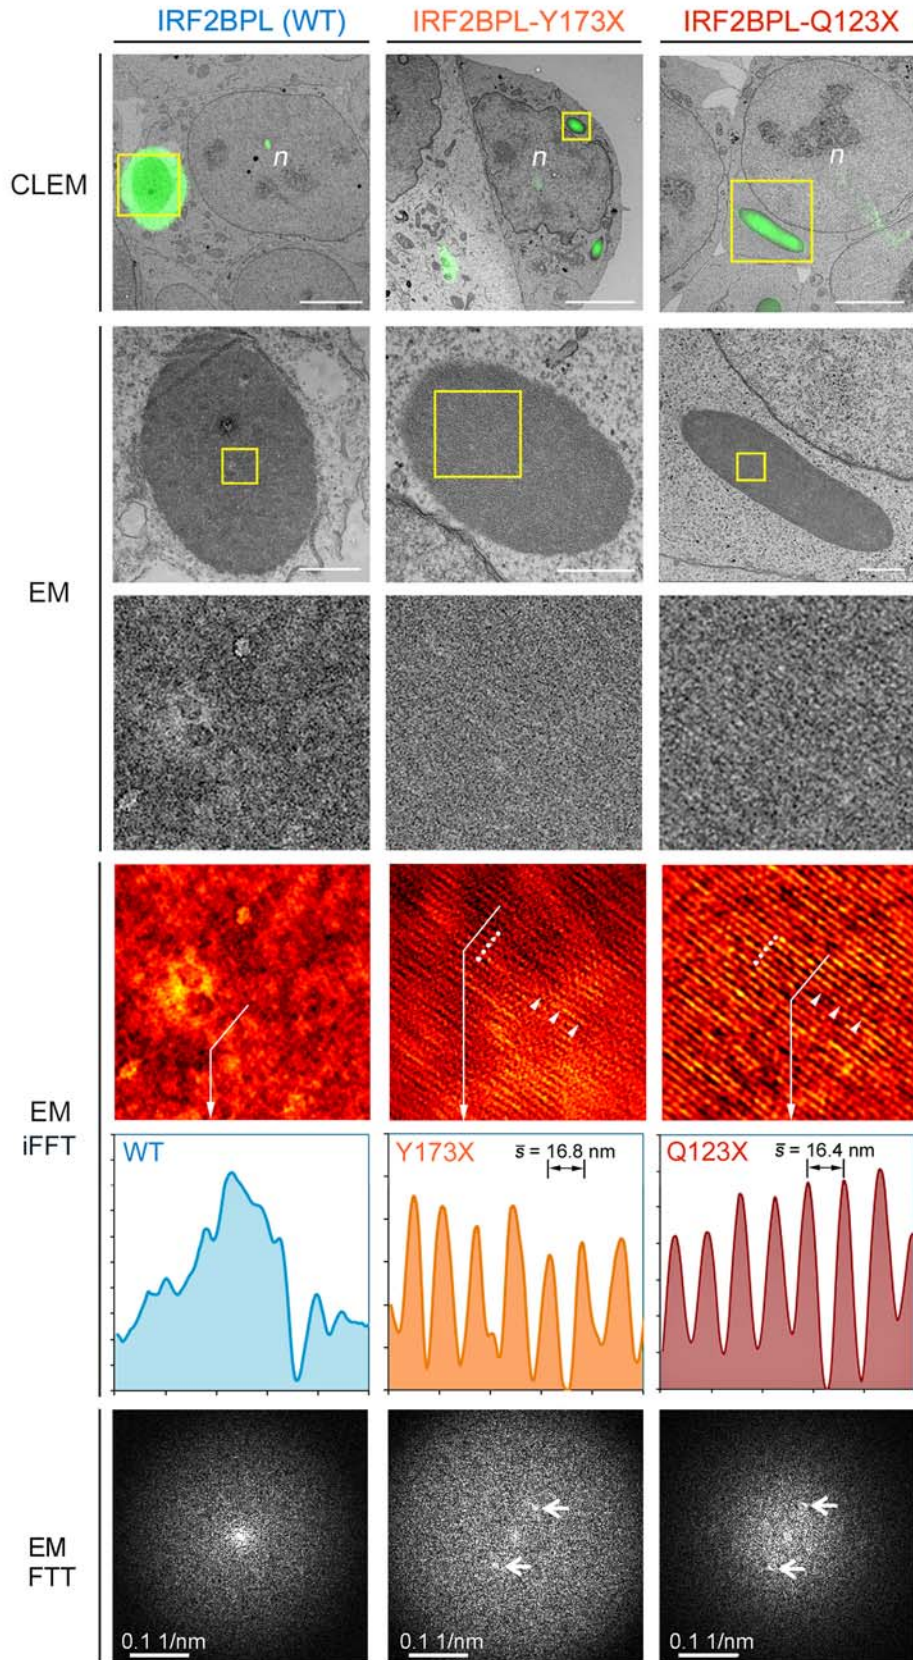 IRF2BPL (WT) IRF2BPL-Y173X IRF2BPL-Q123X
CLEM
n n n
EM
EM
iFFT
WT Y173X s̅ = 16.8 nm Q123X s̅ = 16.4 nm
EM
FTT
0.1 1/nm 0.1 1/nm 0.1 1/nm